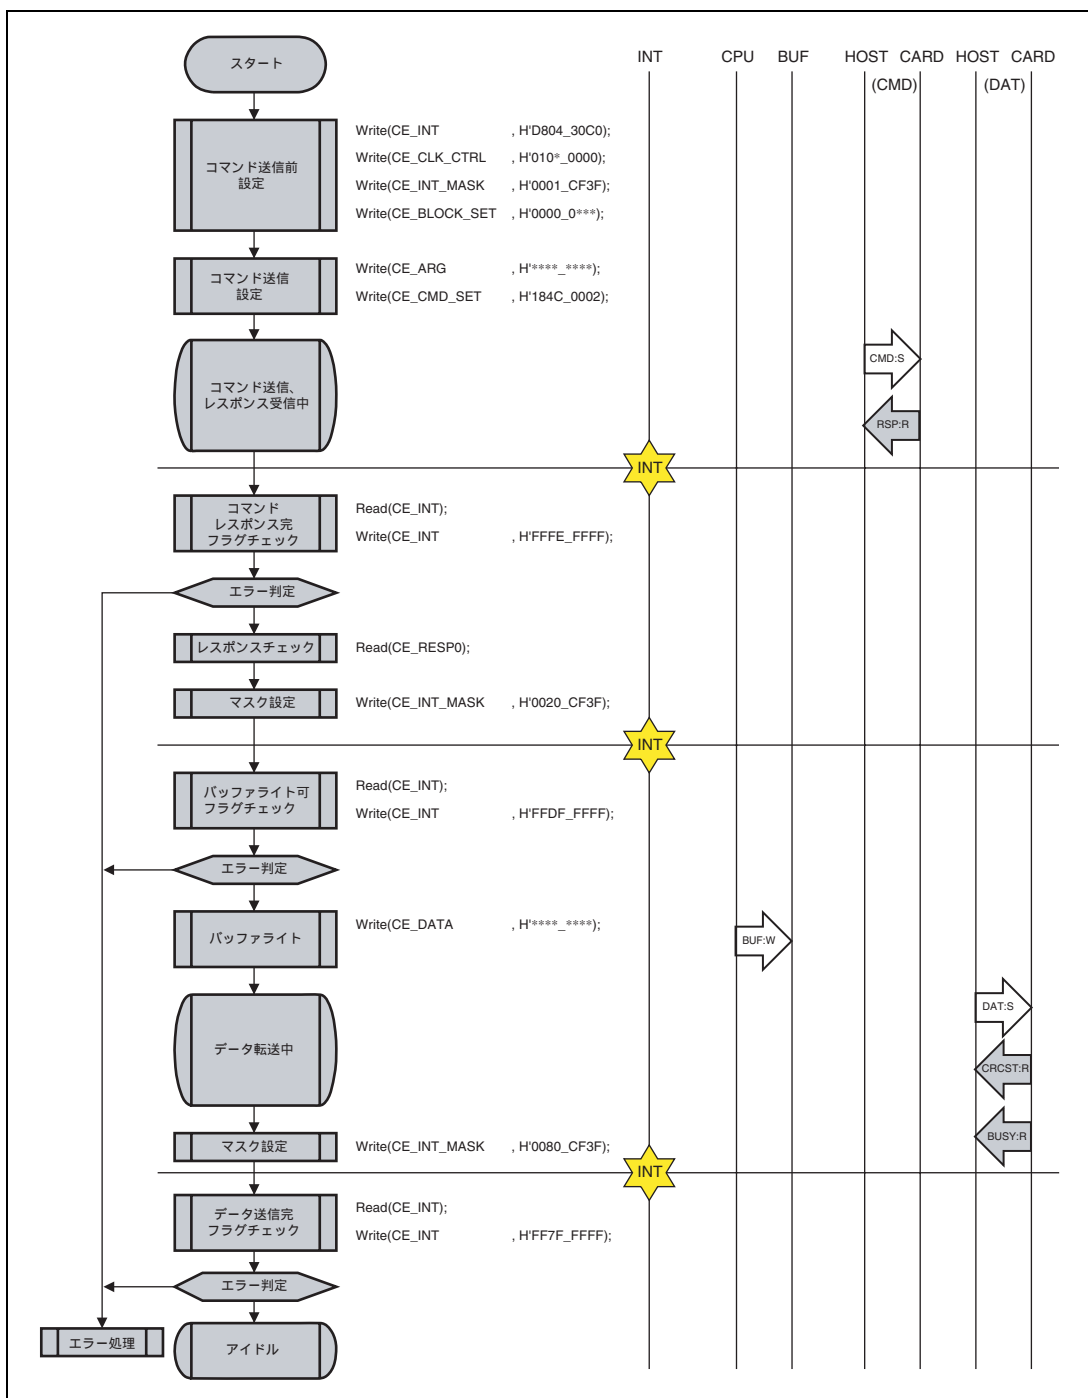 スタート
INT
CPU
BUF
HOST
CARD
HOST
CARD
(CMD)
(DAT)
コマンド送信前
設定
Write(CE_INT , H'D804_30C0);
Write(CE_CLK_CTRL , H'010*_0000);
Write(CE_INT_MASK , H'0001_CF3F);
Write(CE_BLOCK_SET , H'0000_0***);
コマンド送信
設定
Write(CE_ARG , H'****_****);
Write(CE_CMD_SET , H'184C_0002);
コマンド送信、
レスポンス受信中
CMD:S
RSP:R
INT
コマンド
レスポンス完
フラグチェック
Read(CE_INT);
Write(CE_INT , H'FFFE_FFFF);
エラー判定
レスポンスチェック
Read(CE_RESP0);
マスク設定
Write(CE_INT_MASK , H'0020_CF3F);
INT
バッファライト可
フラグチェック
Read(CE_INT);
Write(CE_INT , H'FFDF_FFFF);
エラー判定
バッファライト
Write(CE_DATA , H'****_****);
BUF:W
データ転送中
DAT:S
CRCST:R
BUSY:R
マスク設定
Write(CE_INT_MASK , H'0080_CF3F);
INT
データ送信完
フラグチェック
Read(CE_INT);
Write(CE_INT , H'FF7F_FFFF);
エラー判定
エラー処理
アイドル